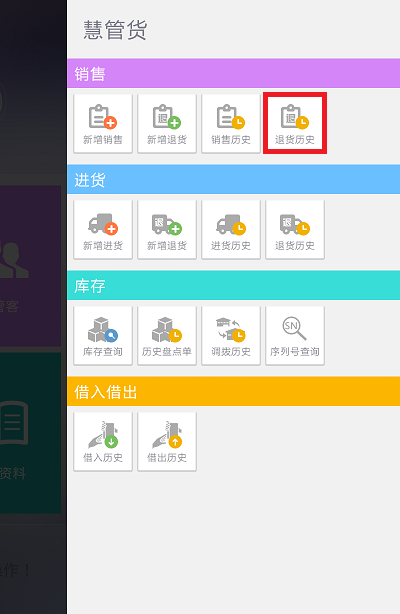 慧管货
销售
新增销售 新增退货 销售历史 退货历史
进货
新增进货 新增退货 进货历史 退货历史
库存
库存查询 历史盘点单 调拨历史 序列号查询
SN
借入借出
借入历史 借出历史
管客
资料
操作！